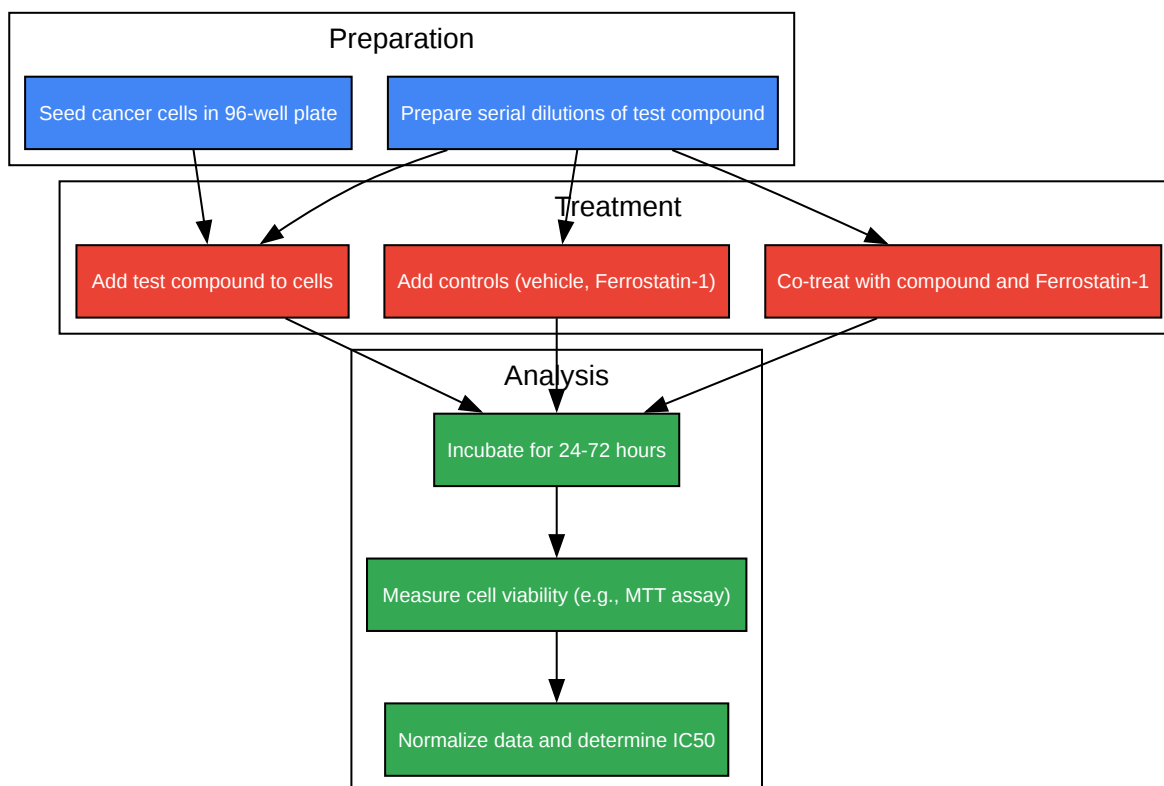 Preparation
Seed cancer cells in 96-well plate
Prepare serial dilutions of test compound
Treatment
Add test compound to cells
Add controls (vehicle, Ferrostatin-1)
Co-treat with compound and Ferrostatin-1
Analysis
Incubate for 24-72 hours
Measure cell viability (e.g., MTT assay)
Normalize data and determine IC50